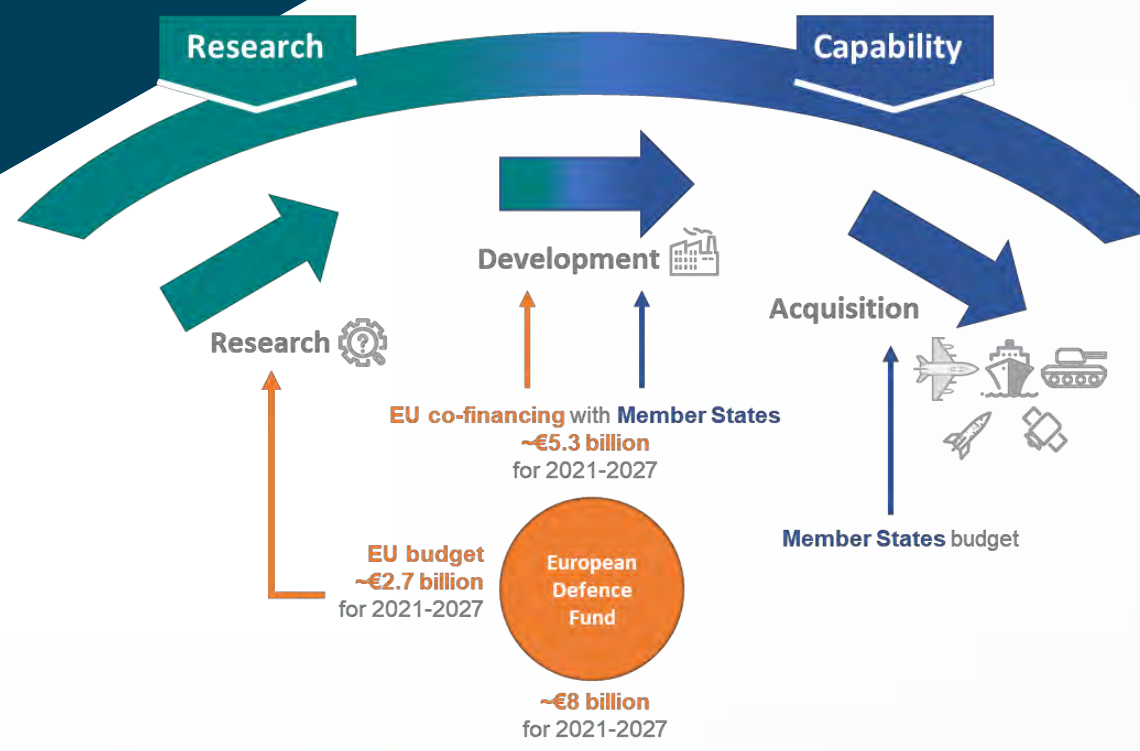 Research
Capability
Development
Acquisition
Research
EU co-financing with Member States
~€5.3 billion
for 2021-2027
Member States budget
EU budget
~€2.7 billion
for 2021-2027
European
Defence
Fund
~€8 billion
for 2021-2027